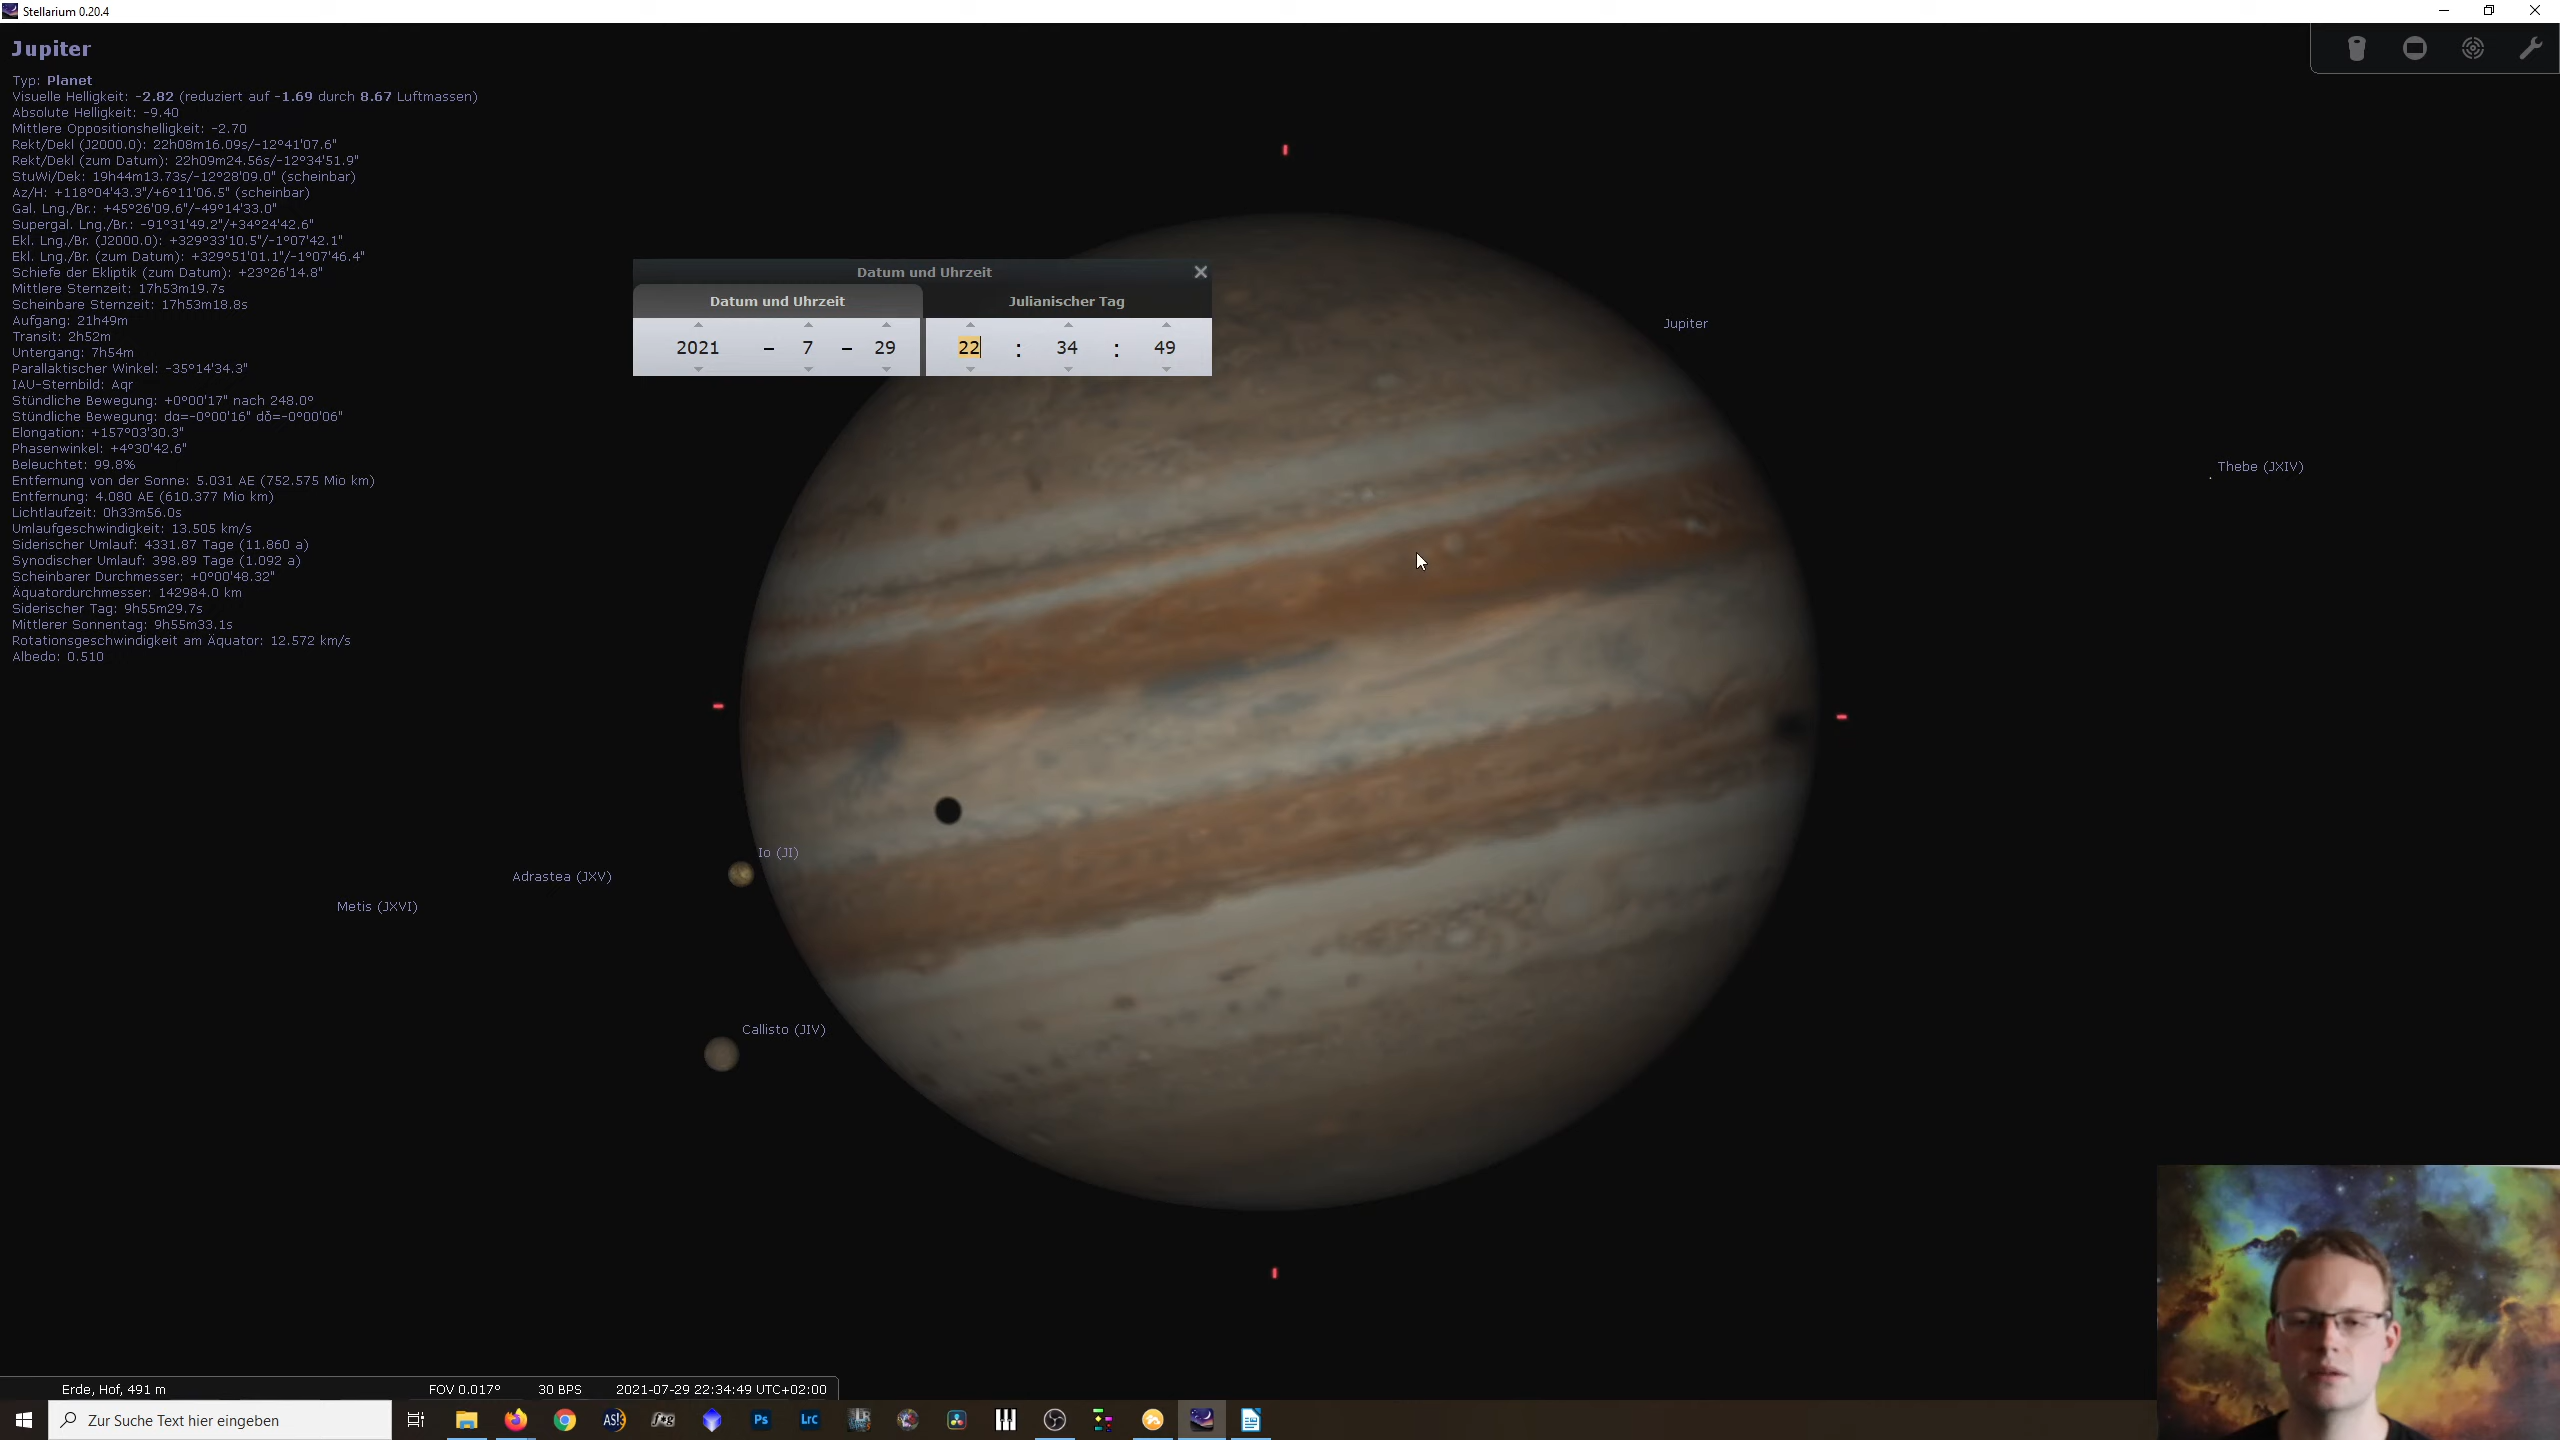 Stellarium 0.20.4
Jupiter
Typ: Planet
Visuelle Helligkeit: -2.82 (reduziert auf -1.69 durch 8.67 Luftmassen)
Absolute Helligkeit: -9.40
Mittlere Oppositionshelligkeit: -2.70
Rekt/Dekl (J2000.0): 22h08m16.09s/-12°41'07.6"
Rekt/Dekl (zum Datum): 22h09m24.56s/-12°34'51.9"
StuWi/Dek: 19h44m13.73s/-12°28'09.0" (scheinbar)
Az/H: +118°04'43.3"/+6°11'06.5" (scheinbar)
Gal. Lng./Br.: +45°26'09.6"/-49°14'33.0"
Supergal. Lng./Br.: -91°31'49.2"/+34°24'42.6"
Ekl. Lng./Br. (J2000.0): +329°33'10.5"/-1°07'42.1"
Ekl. Lng./Br. (zum Datum): +329°51'01.1"/-1°07'46.4"
Schiefe der Ekliptik (zum Datum): +23°26'14.8"
Mittlere Sternzeit: 17h53m19.7s
Scheinbare Sternzeit: 17h53m18.8s
Aufgang: 21h49m
Transit: 2h52m
Untergang: 7h54m
Parallaktischer Winkel: -35°14'34.3"
IAU-Sternbild: Aqr
Stündliche Bewegung: +0°00'17" nach 248.0°
Stündliche Bewegung: dα=-0°00'16" dδ=-0°00'06"
Elongation: +157°03'30.3"
Phasenwinkel: +4°30'42.6"
Beleuchtet: 99.8%
Entfernung von der Sonne: 5.031 AE (752.575 Mio km)
Entfernung: 4.080 AE (610.377 Mio km)
Lichtlaufzeit: 0h33m56.0s
Umlaufgeschwindigkeit: 13.505 km/s
Siderischer Umlauf: 4331.87 Tage (11.860 a)
Synodischer Umlauf: 398.89 Tage (1.092 a)
Scheinbarer Durchmesser: +0°00'48.32"
Äquatordurchmesser: 142984.0 km
Siderischer Tag: 9h55m29.7s
Mittlerer Sonnentag: 9h55m33.1s
Rotationsgeschwindigkeit am Äquator: 12.572 km/s
Albedo: 0.510
Datum und Uhrzeit
Datum und Uhrzeit Julianischer Tag
2021 - 7 - 29 22 : 34 : 49
Jupiter
Thebe (JXIV)
Io (JI)
Adrastea (JXV)
Metis (JXVI)
Callisto (JIV)
Erde, Hof, 491 m FOV 0.017° 30 BPS 2021-07-29 22:34:49 UTC+02:00
Zur Suche Text hier eingeben
AS!
Ps
Lrc